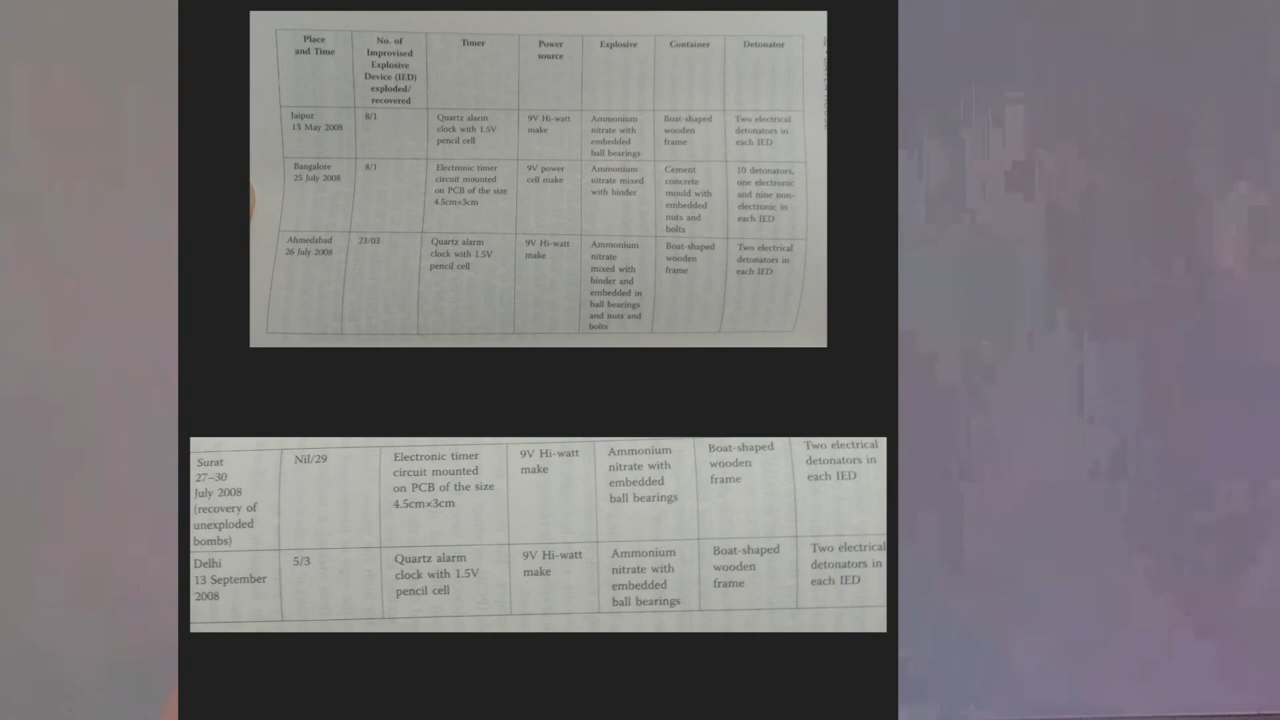 Place
and Time
No. of
Improvised
Explosive
Device (IED)
exploded/
recovered
Timer
Power
source
Explosive
Container
Detonator
Jaipur
13 May 2008
8/1
Quartz alarm
clock with 1.5V
pencil cell
9V Hi-watt
make
Ammonium
nitrate with
embedded
ball bearings
Boat-shaped
wooden
frame
Two electrical
detonators in
each IED
Bangalore
25 July 2008
8/1
Electronic timer
circuit mounted
on PCB of the size
4.5cm×3cm
9V power
cell make
Ammonium
nitrate mixed
with binder
Cement
concrete
mould with
embedded
nuts and
bolts
10 detonators,
one electronic
and nine non-
electronic in
each IED
Ahmedabad
26 July 2008
23/03
Quartz alarm
clock with 1.5V
pencil cell
9V Hi-watt
make
Ammonium
nitrate
mixed with
binder and
embedded in
ball bearings
and nuts and
bolts
Boat-shaped
wooden
frame
Two electrical
detonators in
each IED
Surat
27–30
July 2008
(recovery of
unexploded
bombs)
Nil/29
Electronic timer
circuit mounted
on PCB of the size
4.5cm×3cm
9V Hi-watt
make
Ammonium
nitrate with
embedded
ball bearings
Boat-shaped
wooden
frame
Two electrical
detonators in
each IED
Delhi
13 September
2008
5/3
Quartz alarm
clock with 1.5V
pencil cell
9V Hi-watt
make
Ammonium
nitrate with
embedded
ball bearings
Boat-shaped
wooden
frame
Two electrical
detonators in
each IED